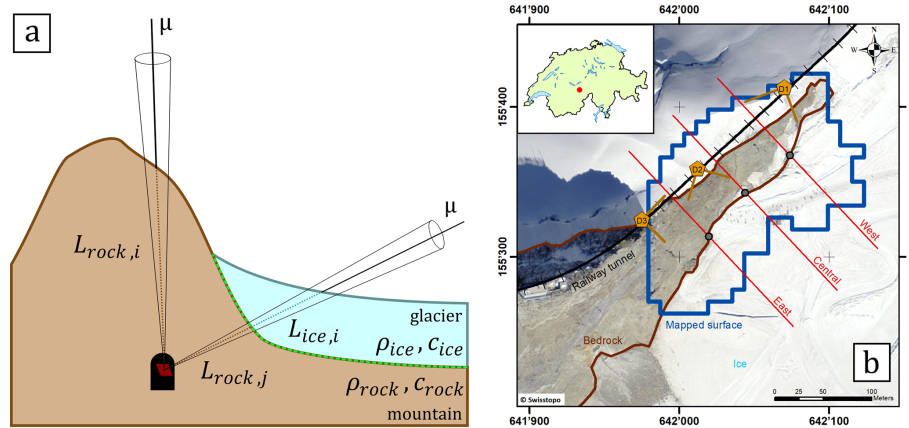 a
μ
μ
L_rock,i
L_ice,i
L_rock,j
glacier
ρ_ice , c_ice
ρ_rock , c_rock
mountain
641'900 642'000 642'100
155'400
155'300
N
W E
S
D1
D2
D3
West
Central
East
Railway tunnel
Mapped surface
Bedrock
Ice
b
0 25 50 100
Meters
© Swisstopo
641'900 642'000 642'100